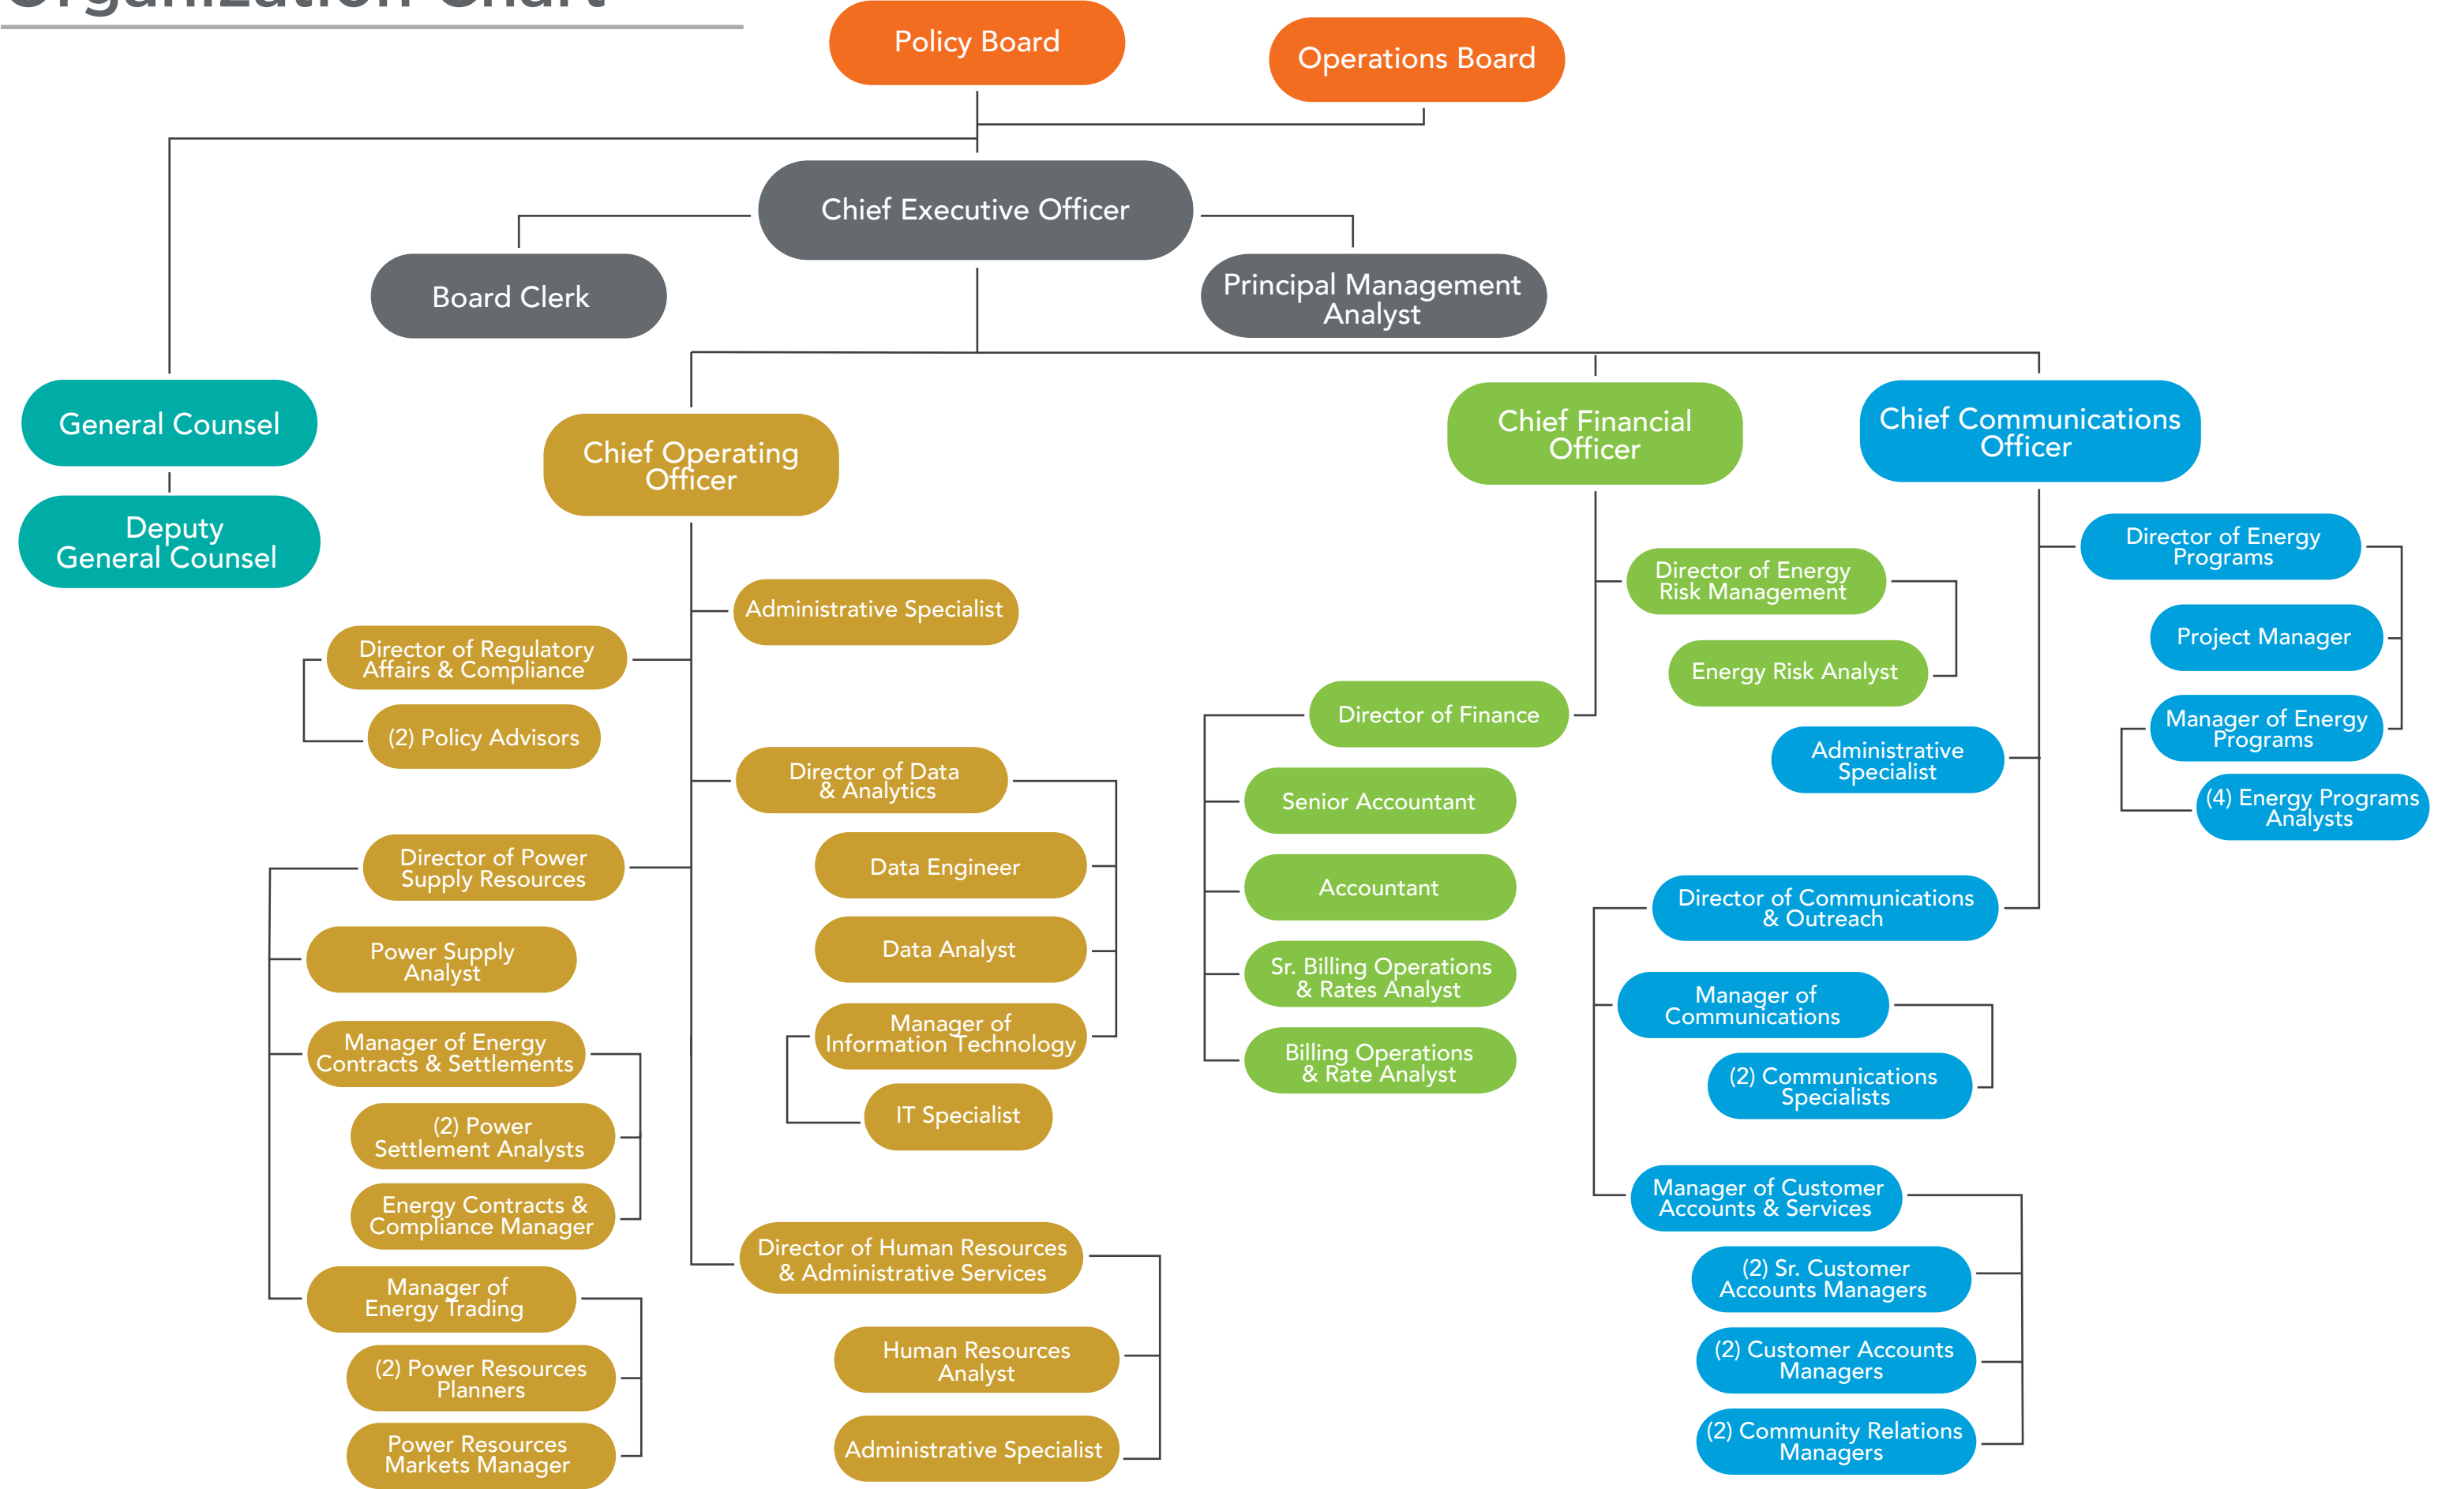 Organization Chart
Policy Board
Operations Board
Chief Executive Officer
Board Clerk
Principal Management
Analyst
General Counsel
Deputy
General Counsel
Chief Operating
Officer
Administrative Specialist
Director of Regulatory
Affairs & Compliance
(2) Policy Advisors
Director of Power
Supply Resources
Power Supply
Analyst
Manager of Energy
Contracts & Settlements
(2) Power
Settlement Analysts
Energy Contracts &
Compliance Manager
Manager of
Energy Trading
(2) Power Resources
Planners
Power Resources
Markets Manager
Director of Data
& Analytics
Data Engineer
Data Analyst
Manager of
Information Technology
IT Specialist
Director of Human Resources
& Administrative Services
Human Resources
Analyst
Administrative Specialist
Chief Financial
Officer
Director of Energy
Risk Management
Energy Risk Analyst
Director of Finance
Senior Accountant
Accountant
Sr. Billing Operations
& Rates Analyst
Billing Operations
& Rate Analyst
Chief Communications
Officer
Director of Energy
Programs
Project Manager
Manager of Energy
Programs
(4) Energy Programs
Analysts
Administrative
Specialist
Director of Communications
& Outreach
Manager of
Communications
(2) Communications
Specialists
Manager of Customer
Accounts & Services
(2) Sr. Customer
Accounts Managers
(2) Customer Accounts
Managers
(2) Community Relations
Managers